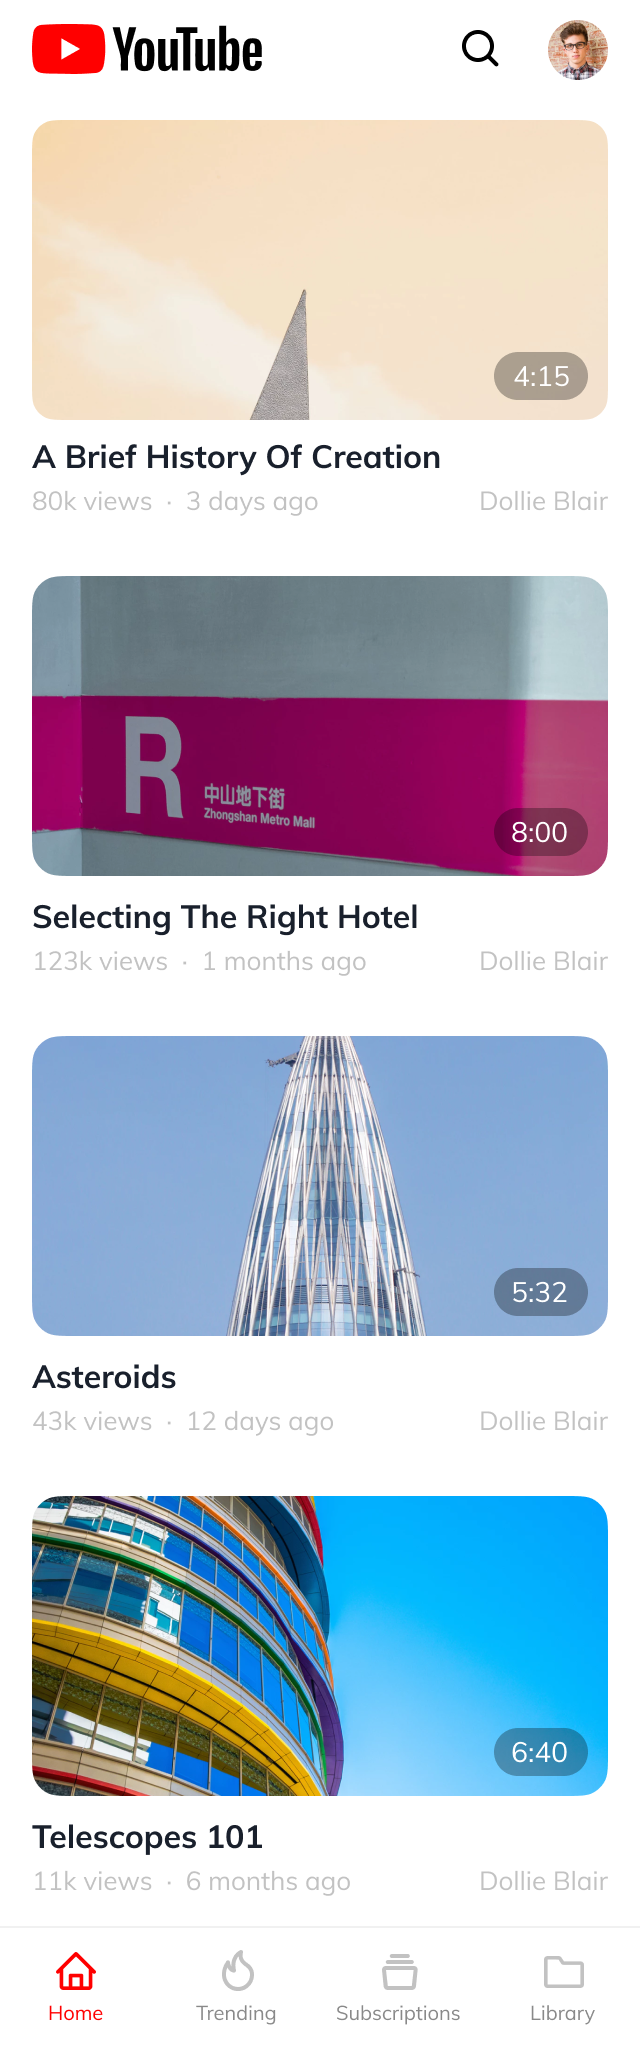 YouTube
4:15
A Brief History Of Creation
80k views · 3 days ago Dollie Blair
R
中山地下街
Zhongshan Metro Mall
8:00
Selecting The Right Hotel
123k views · 1 months ago Dollie Blair
5:32
Asteroids
43k views · 12 days ago Dollie Blair
6:40
Telescopes 101
11k views · 6 months ago Dollie Blair
Home Trending Subscriptions Library